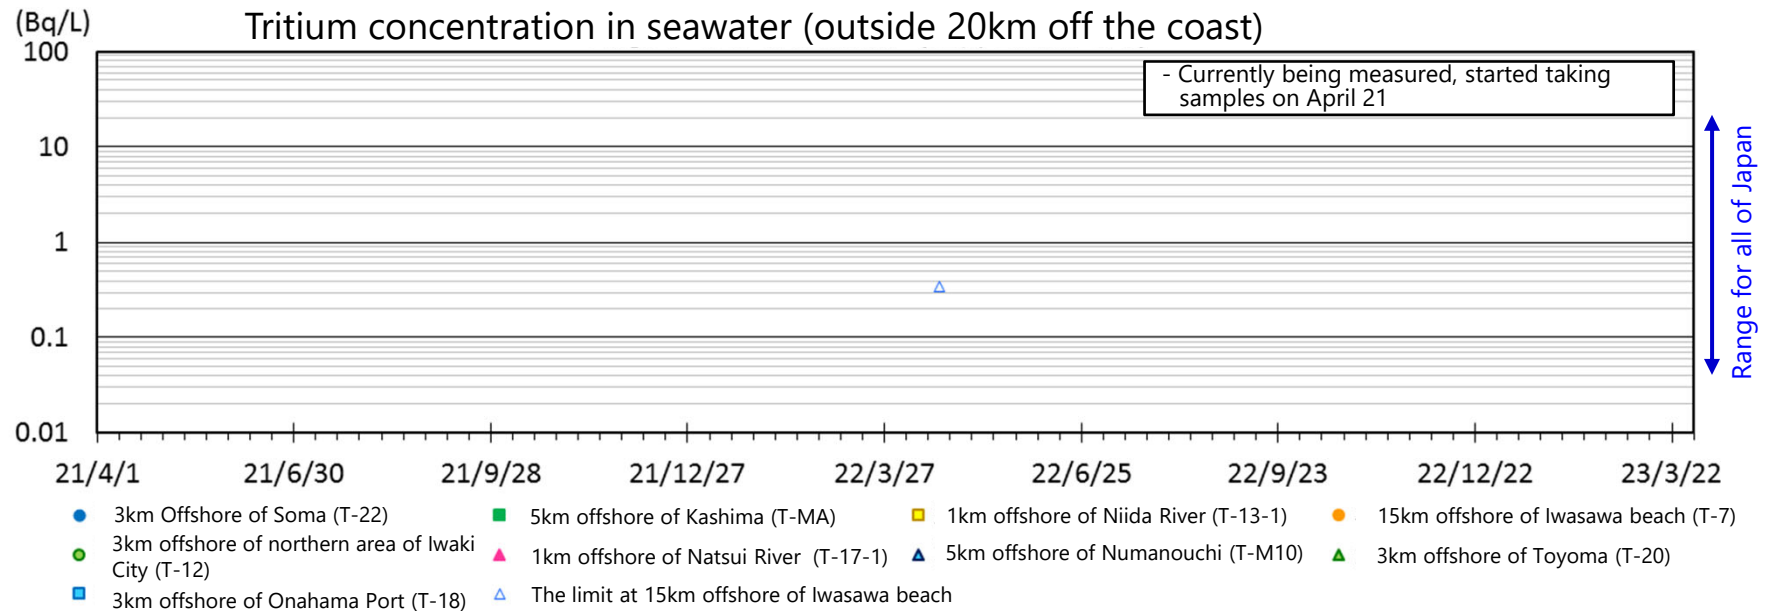 (Bq/L)
Tritium concentration in seawater (outside 20km off the coast)
100
- Currently being measured, started taking
samples on April 21
10
1
0.1
0.01
Range for all of Japan
21/4/1
21/6/30
21/9/28
21/12/27
22/3/27
22/6/25
22/9/23
22/12/22
23/3/22
3km Offshore of Soma (T-22)
5km offshore of Kashima (T-MA)
1km offshore of Niida River (T-13-1)
15km offshore of Iwasawa beach (T-7)
3km offshore of northern area of Iwaki
City (T-12)
1km offshore of Natsui River (T-17-1)
5km offshore of Numanouchi (T-M10)
3km offshore of Toyoma (T-20)
3km offshore of Onahama Port (T-18)
The limit at 15km offshore of Iwasawa beach